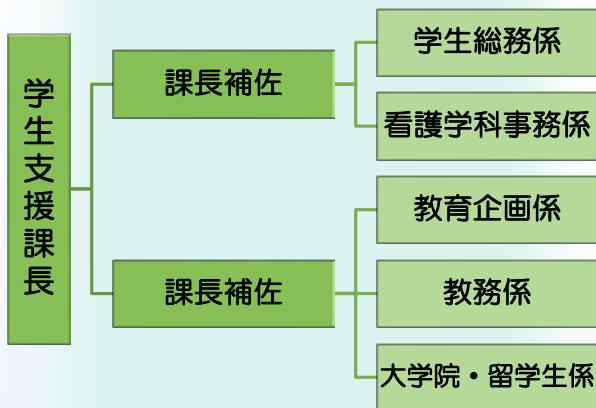 学生支援課長
課長補佐
学生総務係
看護学科事務係
課長補佐
教育企画係
教務係
大学院・留学生係